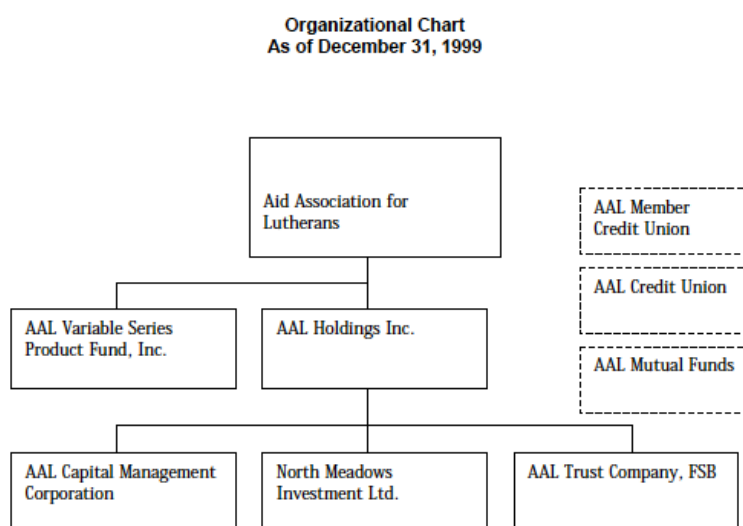 Organizational Chart
As of December 31, 1999
Aid Association for
Lutherans
AAL Member
Credit Union
AAL Credit Union
AAL Mutual Funds
AAL Variable Series
Product Fund, Inc.
AAL Holdings Inc.
AAL Capital Management
Corporation
North Meadows
Investment Ltd.
AAL Trust Company, FSB